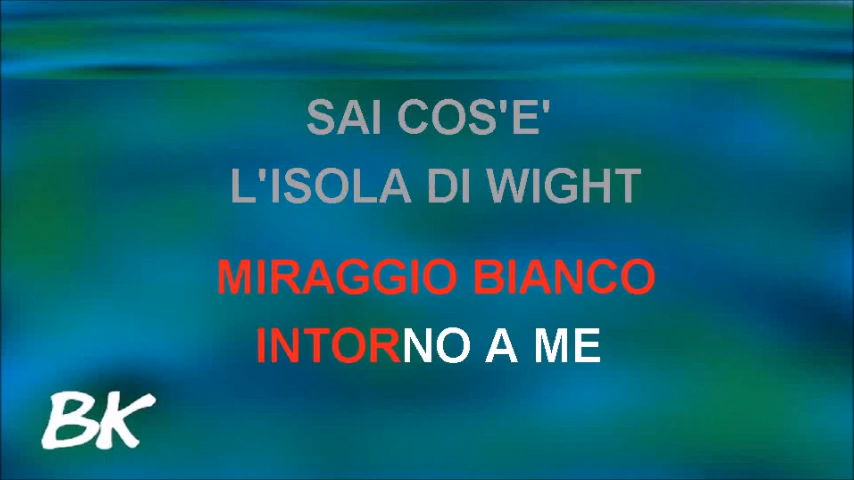 SAI COS'E'
L'ISOLA DI WIGHT
MIRAGGIO BIANCO
INTORNO A ME
BK